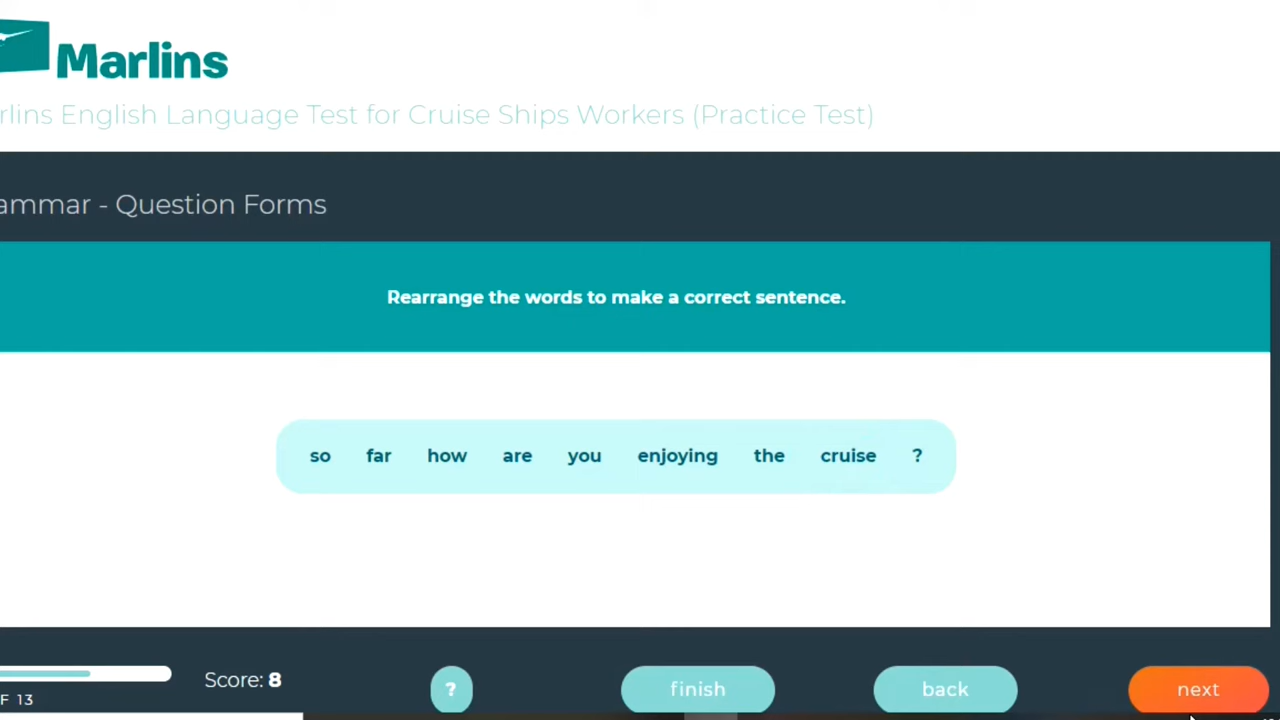 Marlins
rlins English Language Test for Cruise Ships Workers (Practice Test)
ammar - Question Forms
Rearrange the words to make a correct sentence.
so far how are you enjoying the cruise ?
Score: 8 ? finish back next
F 13